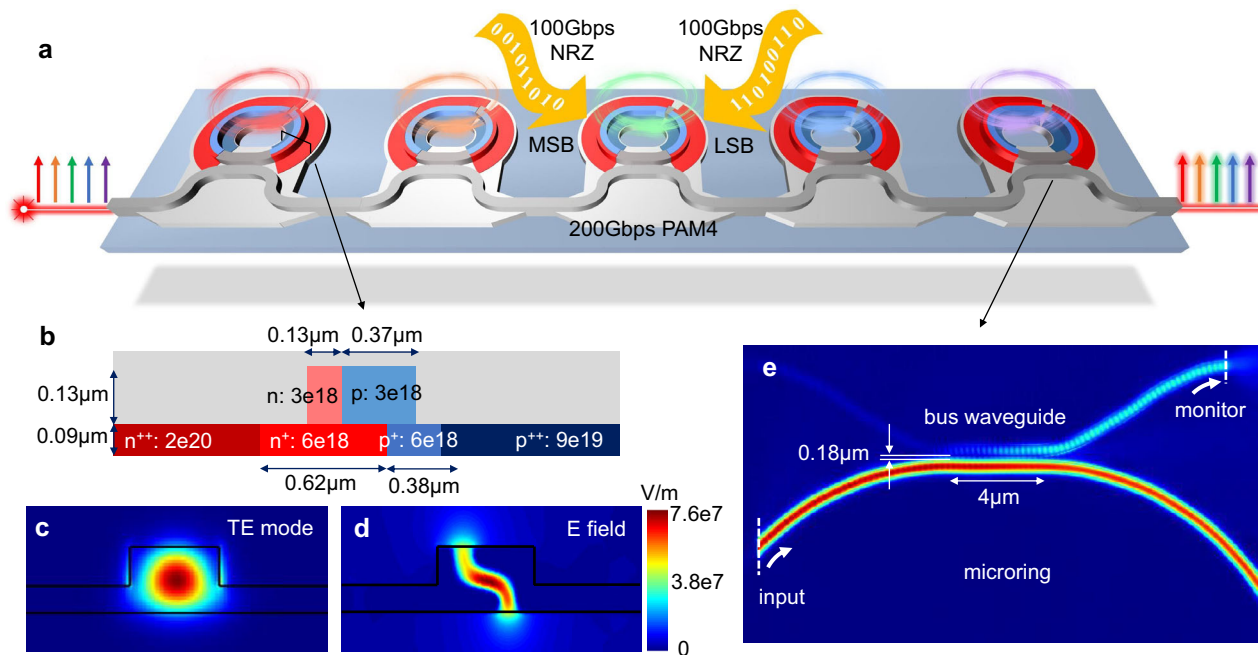 a
100Gbps
NRZ
001011010
100Gbps
NRZ
110100110
MSB
LSB
200Gbps PAM4
b
0.13µm
0.37µm
0.13µm
n: 3e18
p: 3e18
0.09µm
n⁺⁺: 2e20
n⁺: 6e18
p⁺: 6e18
p⁺⁺: 9e19
0.62µm
0.38µm
c
TE mode
d
E field
V/m
7.6e7
3.8e7
0
e
bus waveguide
monitor
0.18µm
4µm
input
microring